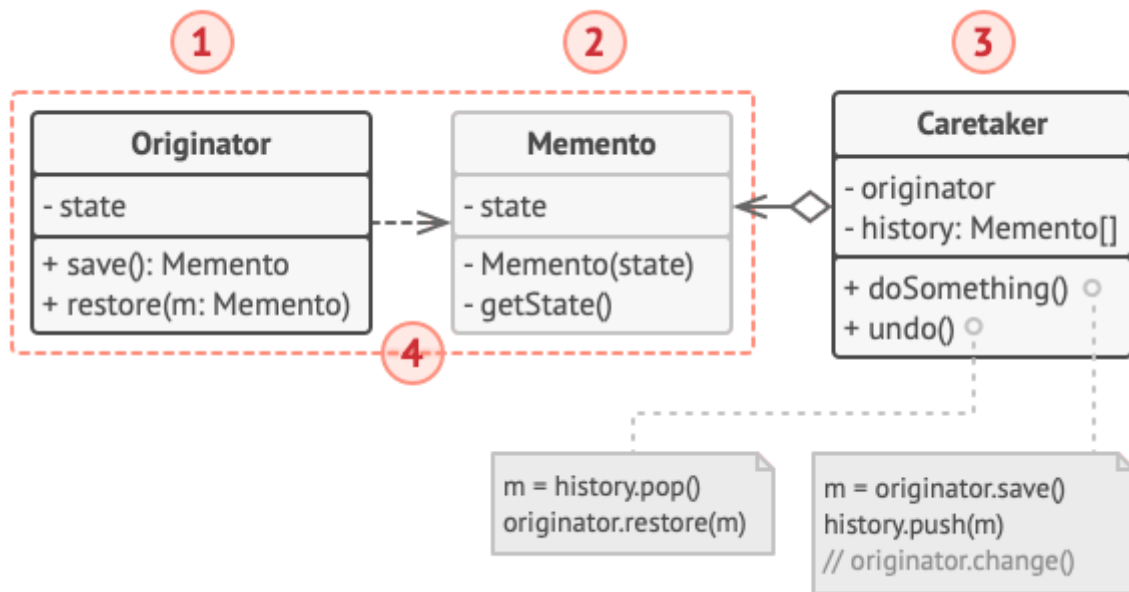 1
2
3
Originator
- state
+ save(): Memento
+ restore(m: Memento)
Memento
- state
- Memento(state)
- getState()
Caretaker
- originator
- history: Memento[]
+ doSomething()
+ undo()
4
m = history.pop()
originator.restore(m)
m = originator.save()
history.push(m)
// originator.change()